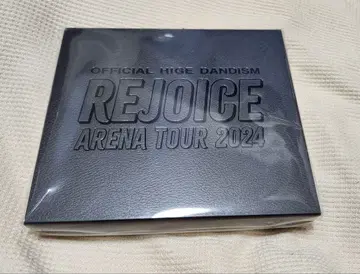 OFFICIAL HIGE DANDISM
REJOICE
ARENA TOUR 2024